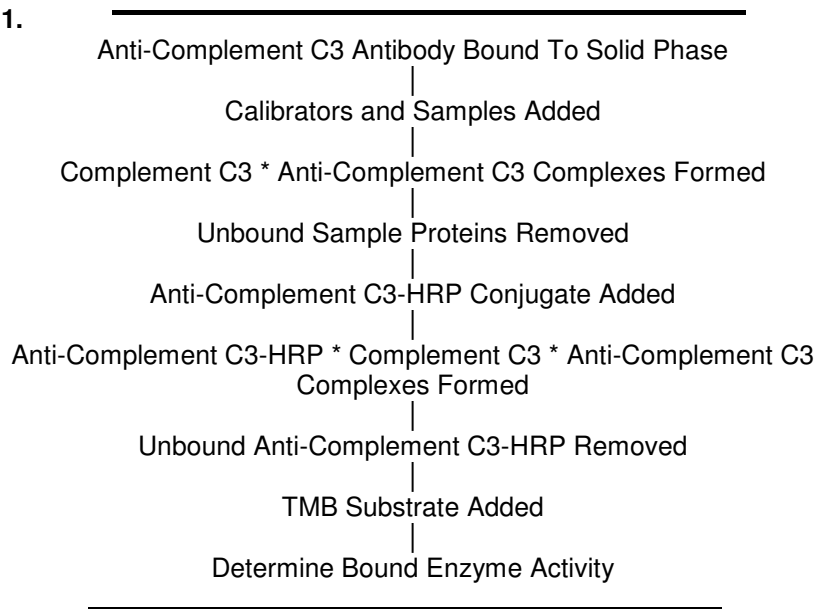 1.
Anti-Complement C3 Antibody Bound To Solid Phase
Calibrators and Samples Added
Complement C3 * Anti-Complement C3 Complexes Formed
Unbound Sample Proteins Removed
Anti-Complement C3-HRP Conjugate Added
Anti-Complement C3-HRP * Complement C3 * Anti-Complement C3
Complexes Formed
Unbound Anti-Complement C3-HRP Removed
TMB Substrate Added
Determine Bound Enzyme Activity